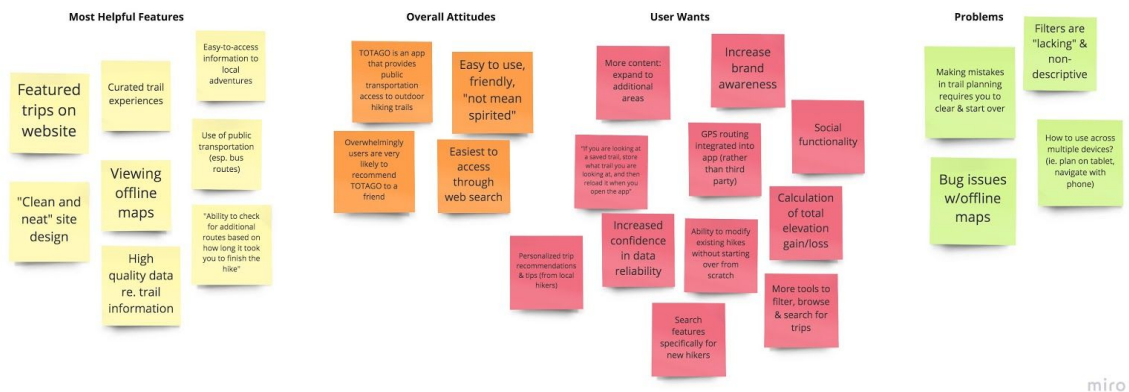 Most Helpful Features
Featured
trips on
website
Curated trail
experiences
Easy-to-access
information to
local
adventures
Use of public
transportation
(esp. bus
routes)
"Clean and
neat" site
design
Viewing
offline
maps
"Ability to check
for additional
routes based on
how long it took
you to finish the
hike"
High
quality data
re. trail
information
Overall Attitudes
TOTAGO is an app
that provides
public
transportation
access to outdoor
hiking trails
Easy to use,
friendly,
"not mean
spirited"
Overwhelmingly
users are very
likely to
recommend
TOTAGO to a
friend
Easiest to
access
through
web search
User Wants
More content:
expand to
additional
areas
Increase
brand
awareness
Social
functionality
"If you are looking at
a saved trail, store
what trail you are
looking at, and then
reload it when you
open the app"
GPS routing
integrated into
app (rather
than third
party)
Calculation
of total
elevation
gain/loss
Increased
confidence
in data
reliability
Ability to modify
existing hikes
without starting
over from
scratch
Personalized trip
recommendations
& tips (from local
hikers)
More tools to
filter, browse
& search for
trips
Search
features
specifically for
new hikers
Problems
Making mistakes
in trail planning
requires you to
clear & start over
Filters are
"lacking" &
non-
descriptive
How to use across
multiple devices?
(ie. plan on tablet,
navigate with
phone)
Bug issues
w/offline
maps
miro